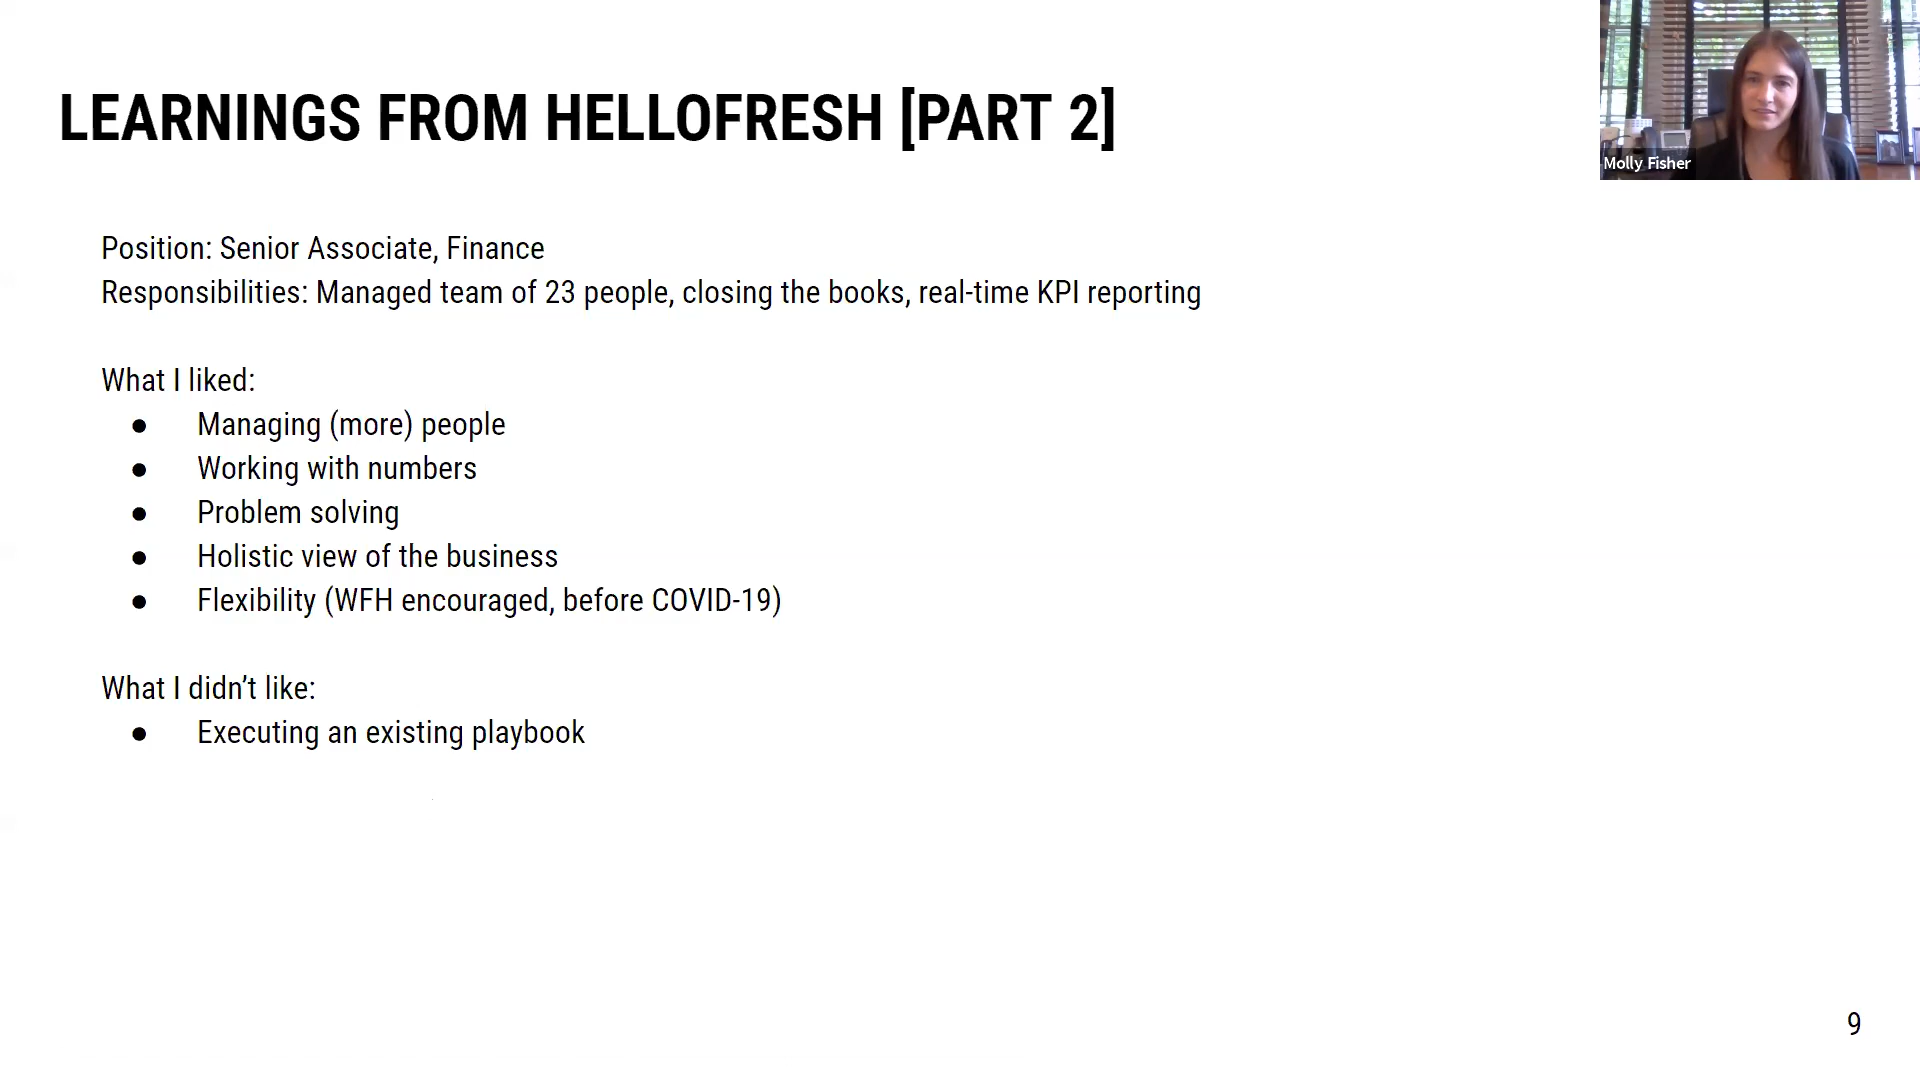 LEARNINGS FROM HELLOFRESH [PART 2]
Molly Fisher
Position: Senior Associate, Finance
Responsibilities: Managed team of 23 people, closing the books, real-time KPI reporting
What I liked:
● Managing (more) people
● Working with numbers
● Problem solving
● Holistic view of the business
● Flexibility (WFH encouraged, before COVID-19)
What I didn’t like:
● Executing an existing playbook
9